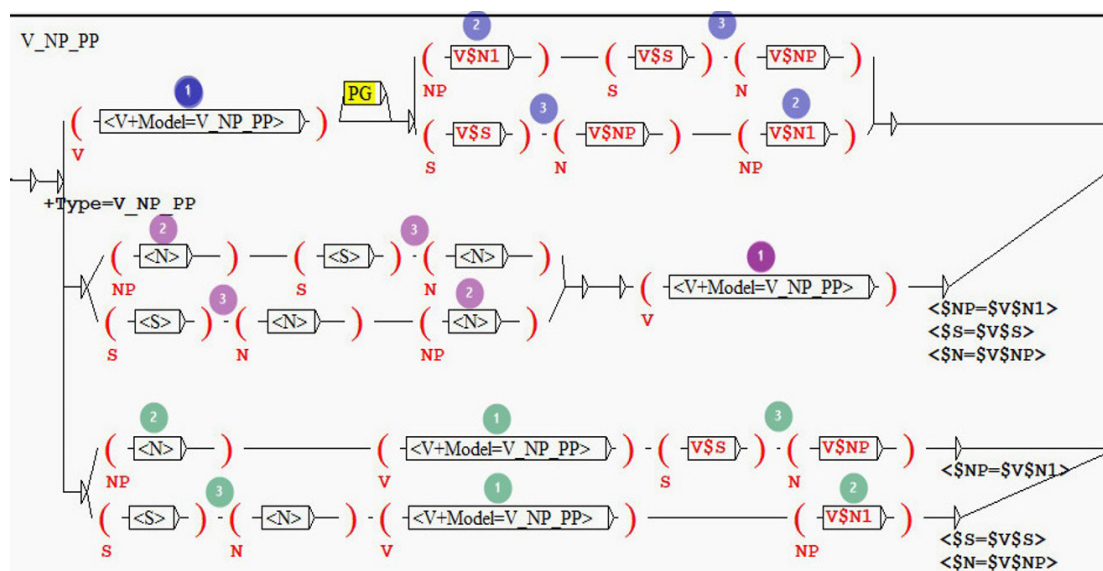 V_NP_PP
2 3
( V$N1 ) ( V$S ) ( V$NP )
NP S N
1 PG
( <V+Model=V_NP_PP> )
V
3 2
( V$S ) ( V$NP ) ( V$N1 )
S N NP
+Type=V_NP_PP
2 3
( <N> ) ( <S> ) ( <N> )
NP S N
1
( <V+Model=V_NP_PP> )
V
3 2
( <S> ) ( <N> ) ( <N> )
S N NP
<$NP=$V$N1>
<$S=$V$S>
<$N=$V$NP>
2 1 3
( <N> ) ( <V+Model=V_NP_PP> ) ( V$S ) ( V$NP )
NP V S N
<$NP=$V$N1>
3 1 2
( <S> ) ( <N> ) ( <V+Model=V_NP_PP> ) ( V$N1 )
S N V NP
<$S=$V$S>
<$N=$V$NP>